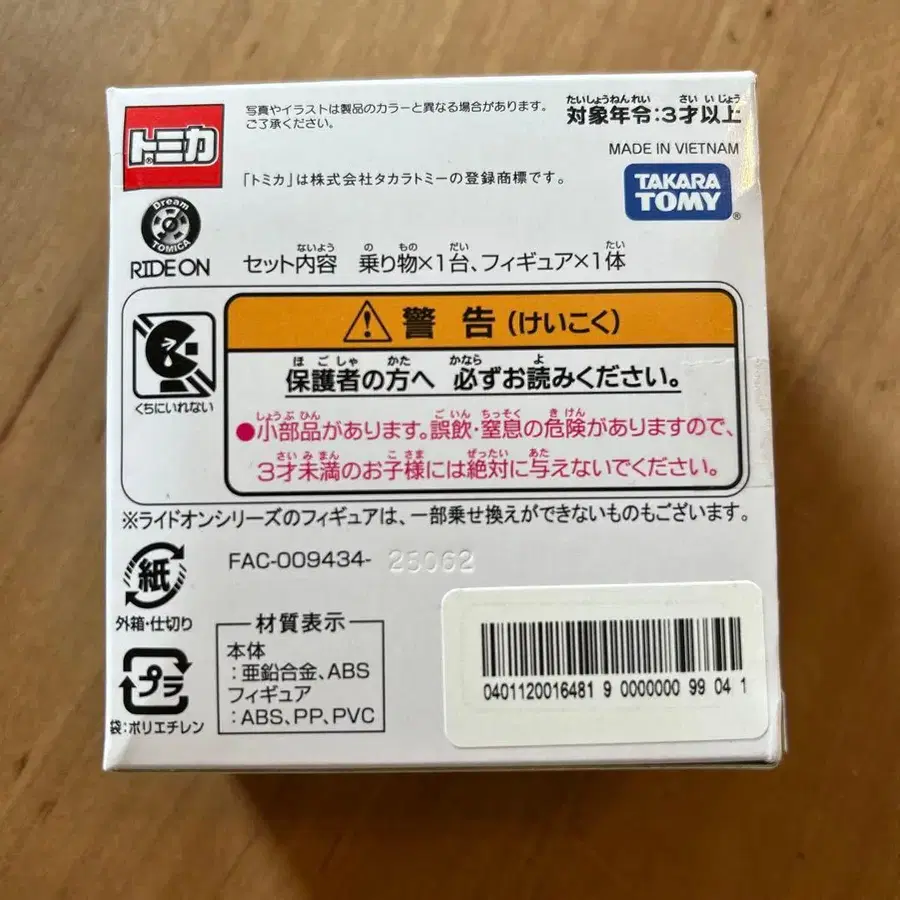 トミカ
写真やイラストは製品のカラーと異なる場合があります。
ご了承ください。
たいしょうねんれい さいいじょう
対象年令:3才以上
MADE IN VIETNAM
「トミカ」は株式会社タカラトミーの登録商標です。
TAKARA
TOMY®
Dream
TOMICA
RIDE ON
ないよう の もの だい たい
セット内容 乗り物×1台、フィギュア×1体
警告(けいこく)
くちにいれない
ほごしゃ かた かなら よ
保護者の方へ 必ずお読みください。
しょうぶひん ごいん ちっそく きけん
●小部品があります。誤飲・窒息の危険がありますので、
さいみまん こさま ぜったい あた
3才未満のお子様には絶対に与えないでください。
※ライドオンシリーズのフィギュアは、一部乗せ換えができないものもございます。
紙
外箱・仕切り
FAC-009434- 25062
プラ
袋:ポリエチレン
材質表示
本体
:亜鉛合金、ABS
フィギュア
:ABS、PP、PVC
0401120016481 9 0000000 99 04 1